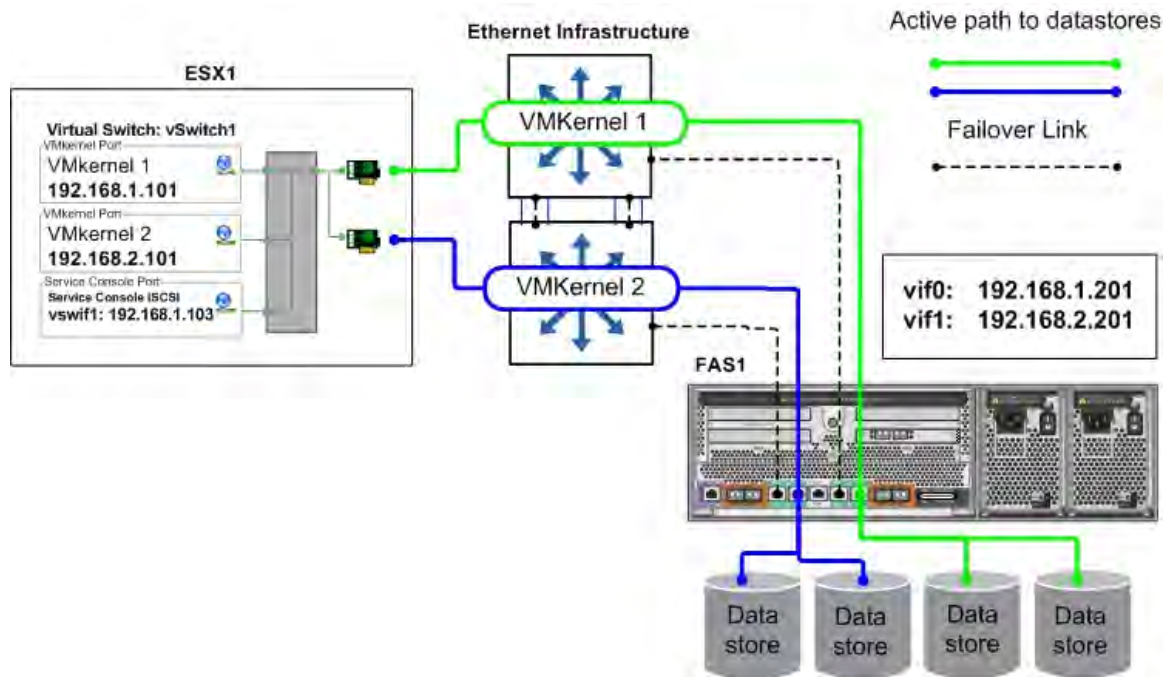 Ethernet Infrastructure
Active path to datastores
Failover Link
ESX1
Virtual Switch: vSwitch1
VMkernel Port
VMkernel 1
192.168.1.101
VMkernel Port
VMkernel 2
192.168.2.101
Service Console Port
Service Console iSCSI
vswif1: 192.168.1.103
VMKernel 1
VMKernel 2
vif0: 192.168.1.201
vif1: 192.168.2.201
FAS1
Data
store
Data
store
Data
store
Data
store